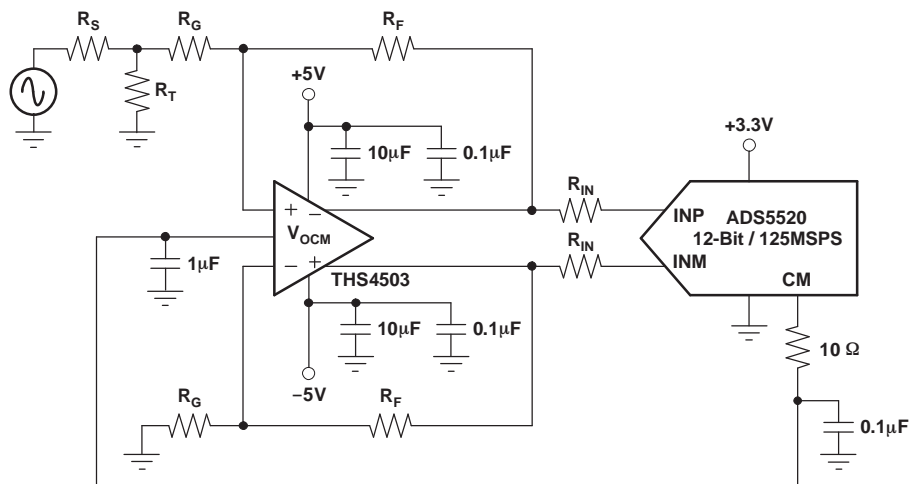 RS
RG
RF
RT
+5V
10μF
0.1μF
+3.3V
RIN
+
−
VOCM
INP
ADS5520
12-Bit / 125MSPS
RIN
INM
1μF
−
+
THS4503
CM
10μF
0.1μF
10 Ω
−5V
RG
RF
0.1μF